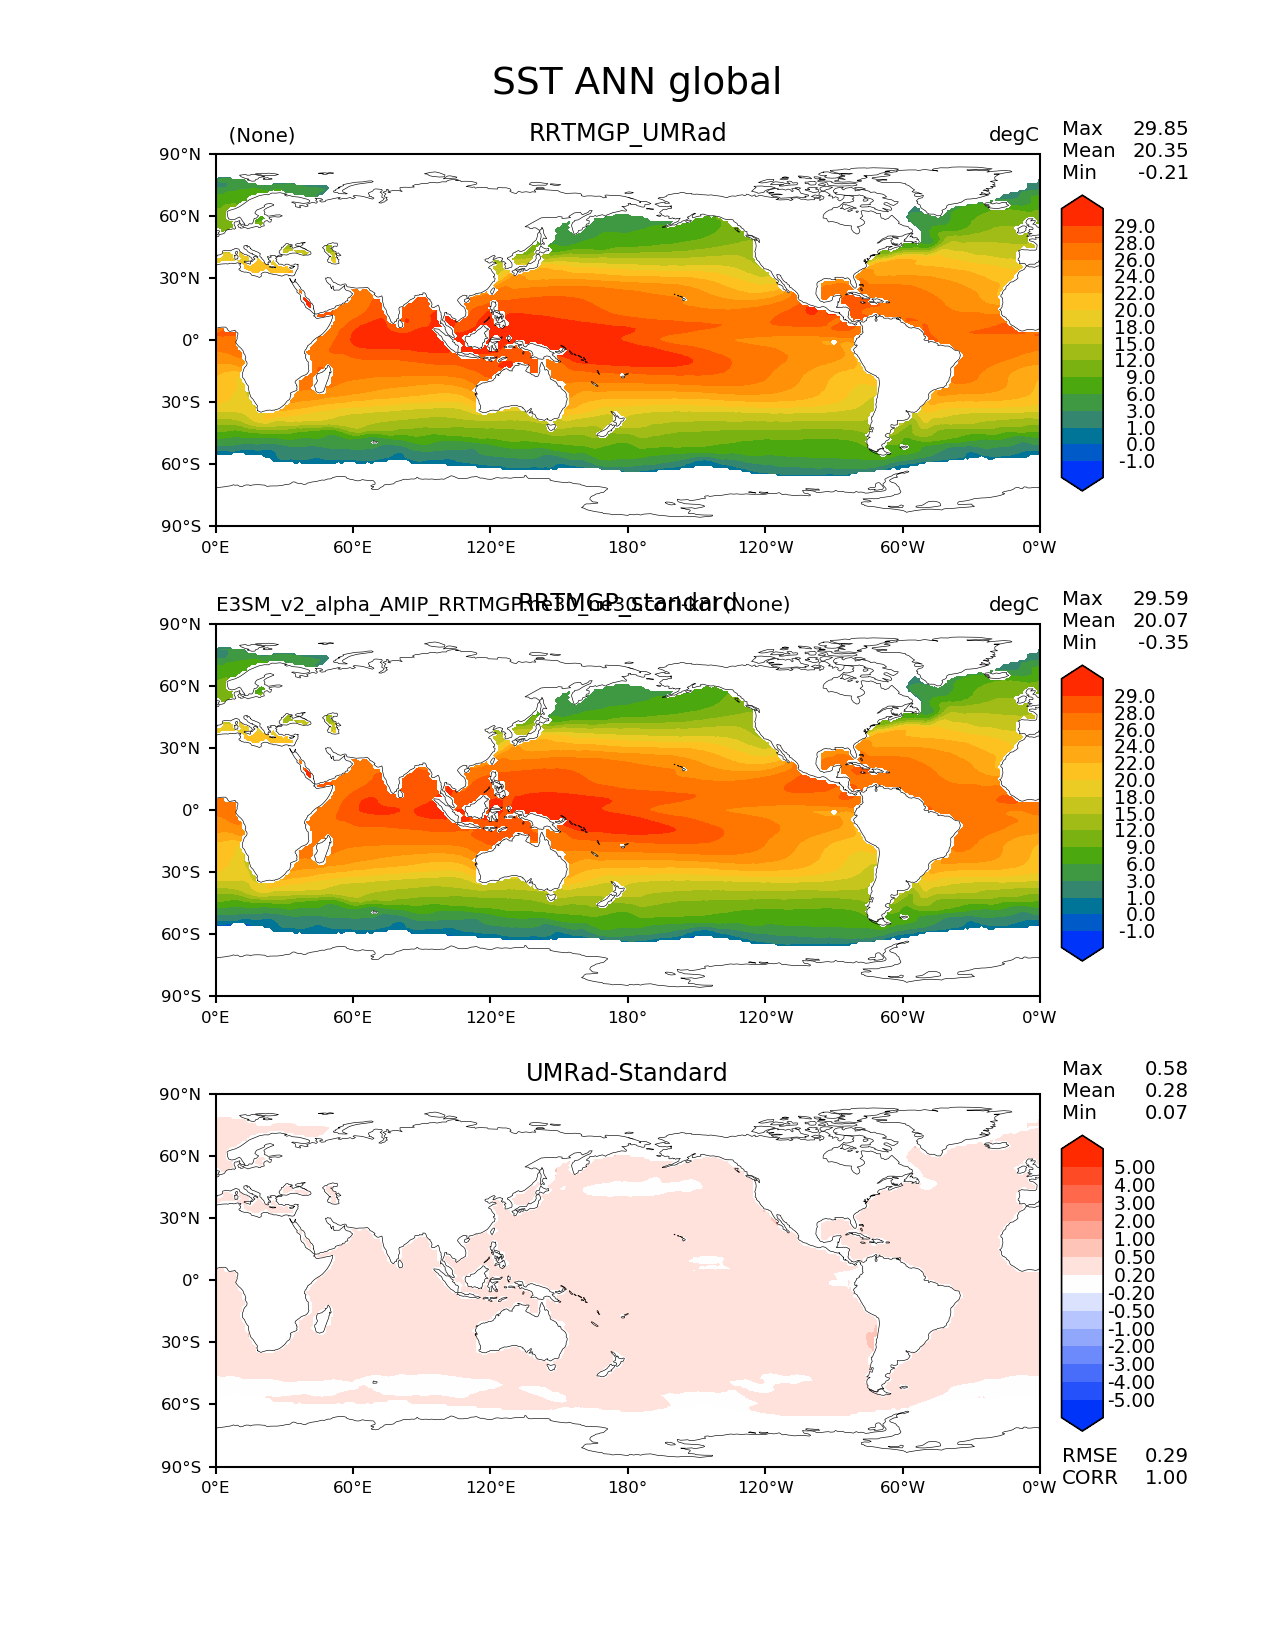 SST ANN global
(None) RRTMGP_UMRad degC
Max 29.85
Mean 20.35
Min -0.21
90°N
60°N
30°N
0°
30°S
60°S
90°S
0°E 60°E 120°E 180° 120°W 60°W 0°W
29.0
28.0
26.0
24.0
22.0
20.0
18.0
15.0
12.0
9.0
6.0
3.0
1.0
0.0
-1.0
RRTMGP_standard
(None) degC
Max 29.59
Mean 20.07
Min -0.35
90°N
60°N
30°N
0°
30°S
60°S
90°S
0°E 60°E 120°E 180° 120°W 60°W 0°W
29.0
28.0
26.0
24.0
22.0
20.0
18.0
15.0
12.0
9.0
6.0
3.0
1.0
0.0
-1.0
UMRad-Standard
Max 0.58
Mean 0.28
Min 0.07
90°N
60°N
30°N
0°
30°S
60°S
90°S
0°E 60°E 120°E 180° 120°W 60°W 0°W
5.00
4.00
3.00
2.00
1.00
0.50
0.20
-0.20
-0.50
-1.00
-2.00
-3.00
-4.00
-5.00
RMSE 0.29
CORR 1.00